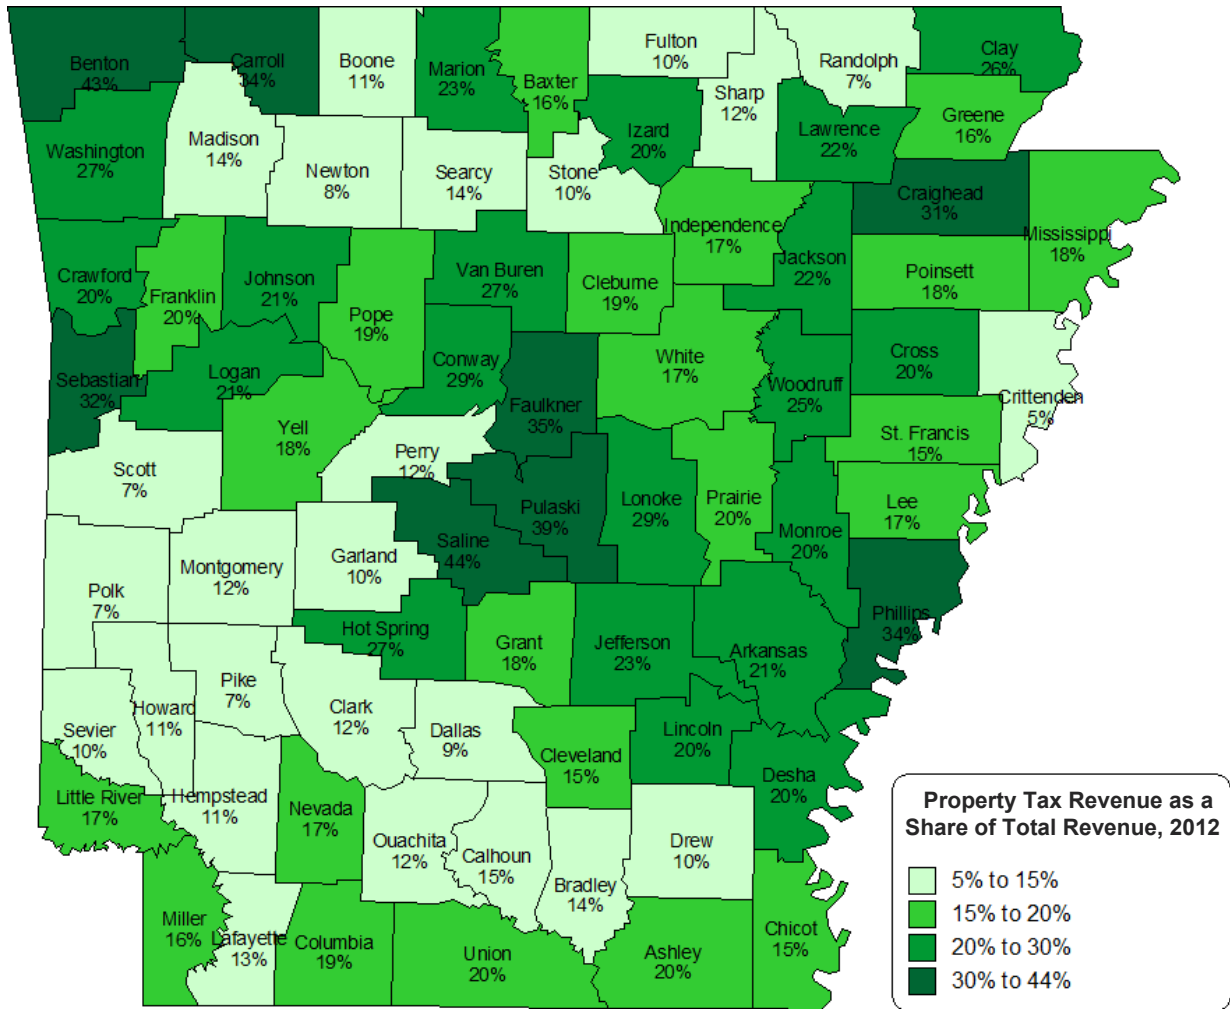 Benton
43%
Carroll
34%
Boone
11%
Marion
23%
Baxter
16%
Fulton
10%
Sharp
12%
Randolph
7%
Clay
26%
Greene
16%
Lawrence
22%
Izard
20%
Washington
27%
Madison
14%
Newton
8%
Searcy
14%
Stone
10%
Independence
17%
Jackson
22%
Craighead
31%
Mississippi
18%
Poinsett
18%
Crawford
20%
Franklin
20%
Johnson
21%
Pope
19%
Van Buren
27%
Cleburne
19%
White
17%
Woodruff
25%
Cross
20%
Crittenden
5%
St. Francis
15%
Sebastian
32%
Logan
21%
Conway
29%
Faulkner
35%
Yell
18%
Perry
12%
Scott
7%
Pulaski
39%
Lonoke
29%
Prairie
20%
Monroe
20%
Lee
17%
Phillips
34%
Saline
44%
Garland
10%
Montgomery
12%
Polk
7%
Hot Spring
27%
Grant
18%
Jefferson
23%
Arkansas
21%
Pike
7%
Howard
11%
Sevier
10%
Clark
12%
Dallas
9%
Cleveland
15%
Lincoln
20%
Desha
20%
Little River
17%
Hempstead
11%
Nevada
17%
Ouachita
12%
Calhoun
15%
Bradley
14%
Drew
10%
Miller
16%
Lafayette
13%
Columbia
19%
Union
20%
Ashley
20%
Chicot
15%
Property Tax Revenue as a
Share of Total Revenue, 2012
5% to 15%
15% to 20%
20% to 30%
30% to 44%